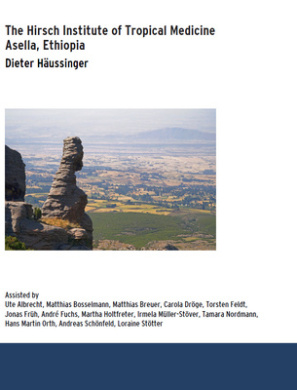 The Hirsch Institute of Tropical Medicine
Asella, Ethiopia
Dieter Häussinger
Assisted by
Ute Albrecht, Matthias Bosselmann, Matthias Breuer, Carola Dröge, Torsten Feldt,
Jonas Früh, André Fuchs, Martha Holtfreter, Irmela Müller-Stöver, Tamara Nordmann,
Hans Martin Orth, Andreas Schönfeld, Loraine Stötter